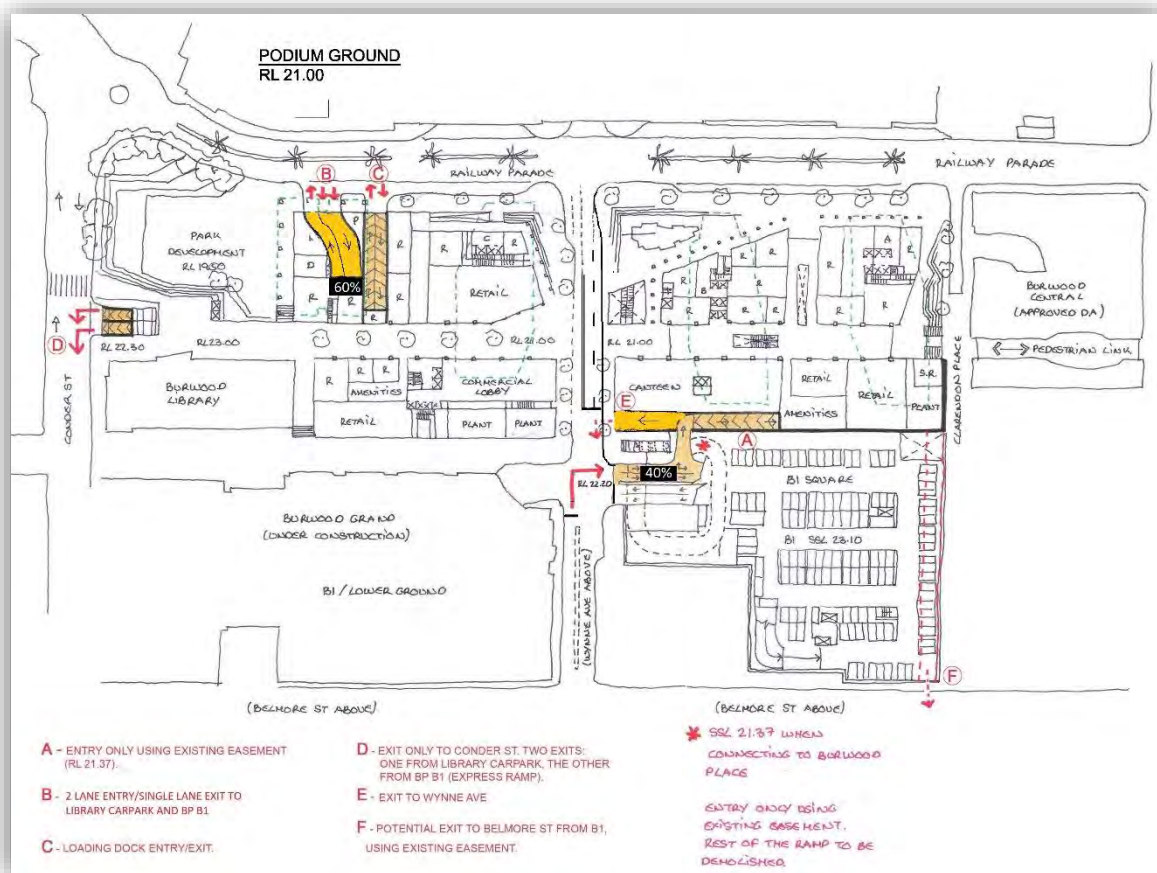 PODIUM GROUND
RL 21.00
RAILWAY PARADE
RAILWAY PARADE
B
C
PARK
DEVELOPMENT
RL 19.50
P
D
R
R
R
R
R
R
60%
R
R
C
R
RETAIL
A
R
B
R
R
R
R
R
R
BURWOOD
CENTRAL
(APPROVED DA)
PEDESTRIAN LINK
CLARENDON PLACE
CONDER ST
D
RL 22.30
RL23.00
RL21.00
RL 21.00
BURWOOD
LIBRARY
R
R
R
AMENITIES
COMMERCIAL
LOBBY
RETAIL
PLANT
PLANT
CANTEEN
RETAIL
AMENITIES
RETAIL
S.R
PLANT
E
A
40%
RL 22.20
B1 SQUARE
B1 SSL 23.10
BURWOOD GRAND
(UNDER CONSTRUCTION)
B1 / LOWER GROUND
(WYNNE AVE ABOVE)
F
(BELMORE ST ABOVE)
(BELMORE ST ABOVE)
A - ENTRY ONLY USING EXISTING EASEMENT
(RL 21.37).
B - 2 LANE ENTRY/SINGLE LANE EXIT TO
LIBRARY CARPARK AND BP B1
C - LOADING DOCK ENTRY/EXIT.
D - EXIT ONLY TO CONDER ST. TWO EXITS:
ONE FROM LIBRARY CARPARK, THE OTHER
FROM BP B1 (EXPRESS RAMP).
E - EXIT TO WYNNE AVE
F - POTENTIAL EXIT TO BELMORE ST FROM B1,
USING EXISTING EASEMENT.
SSL 21.37 WHEN
CONNECTING TO BURWOOD
PLACE
ENTRY ONLY USING
EXISTING EASEMENT.
REST OF THE RAMP TO BE
DEMOLISHED